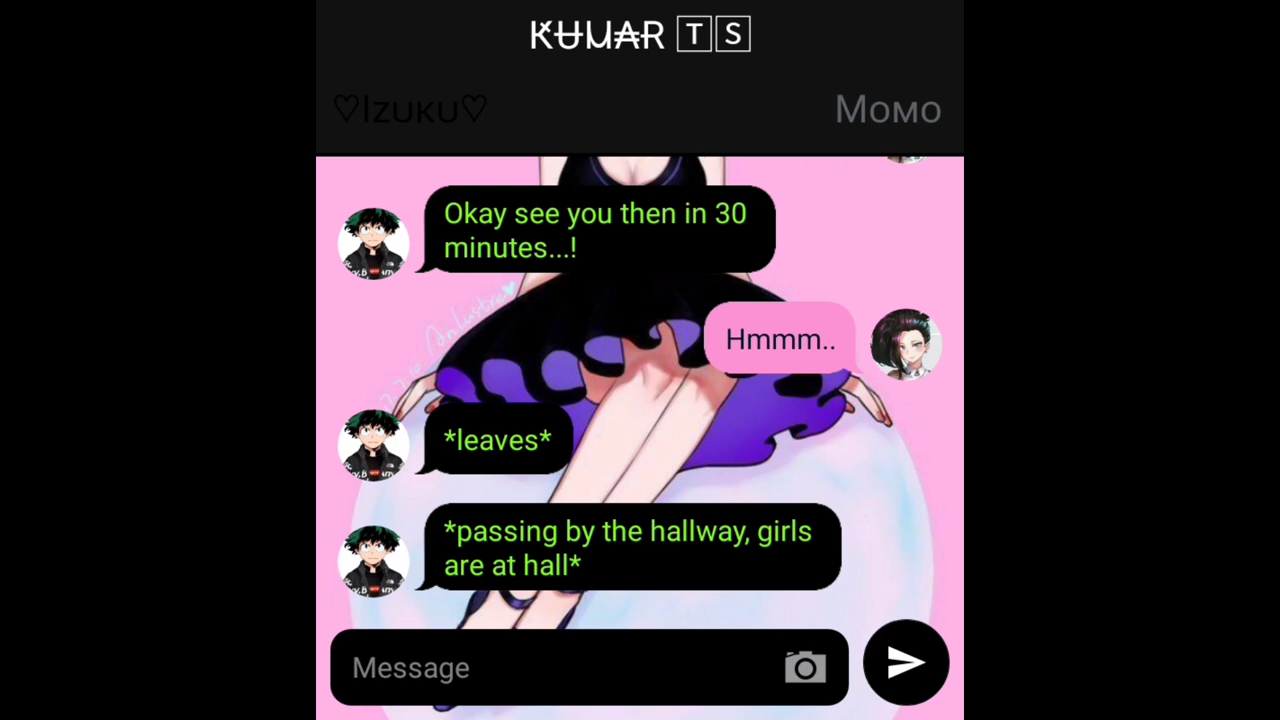 K̷ɄU₳R 🅃🅂
♡Izuku♡
Momo
Okay see you then in 30
minutes...!
Hmmm..
*leaves*
*passing by the hallway, girls
are at hall*
Message